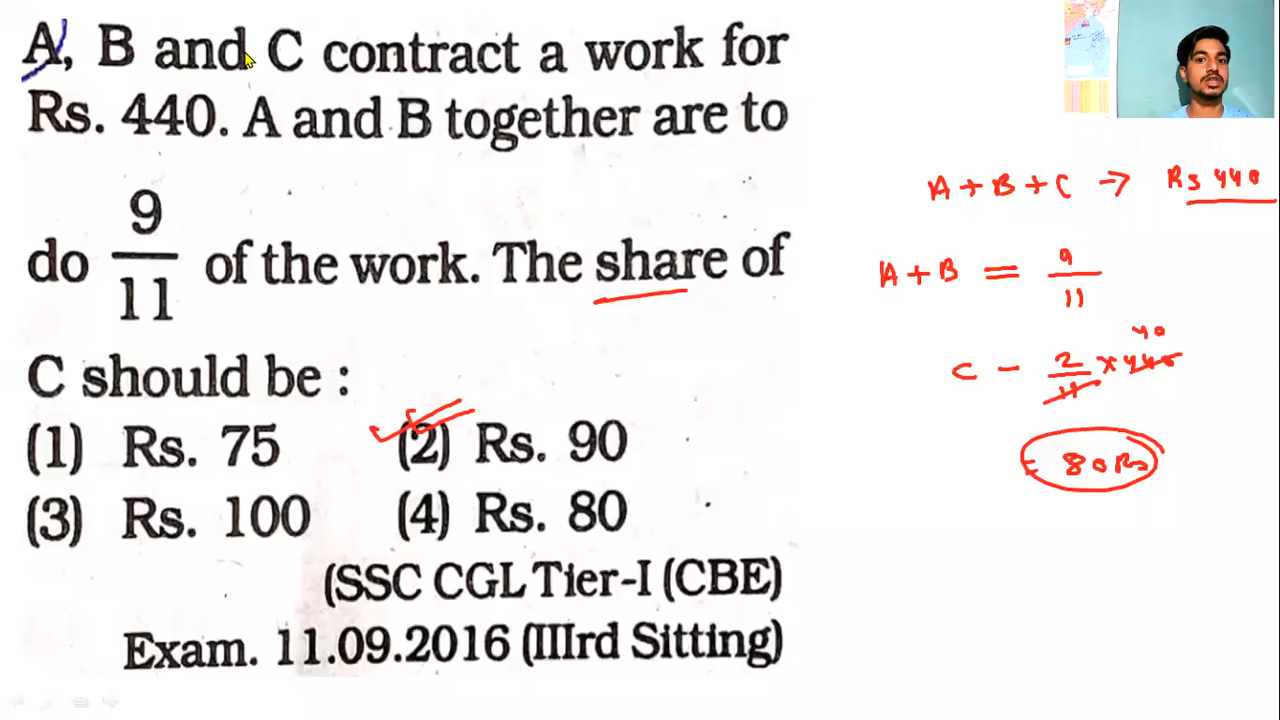 A, B and C contract a work for
Rs. 440. A and B together are to
do 9/11 of the work. The share of
C should be :
(1) Rs. 75 (2) Rs. 90
(3) Rs. 100 (4) Rs. 80
(SSC CGL Tier-I (CBE)
Exam. 11.09.2016 (IIIrd Sitting)
A + B + C → Rs 440
A + B = 9/11
40
C - 2/11 × 440
= 80 Rs